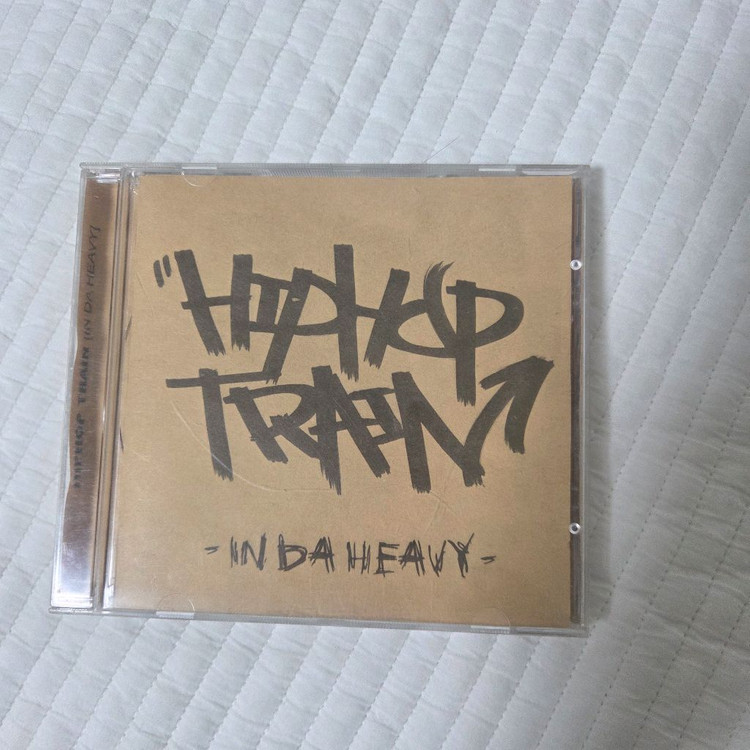 "HIPHOP
TRAIN
- IN DA HEAVY -
HIPHOP TRAIN [IN DA HEAVY]